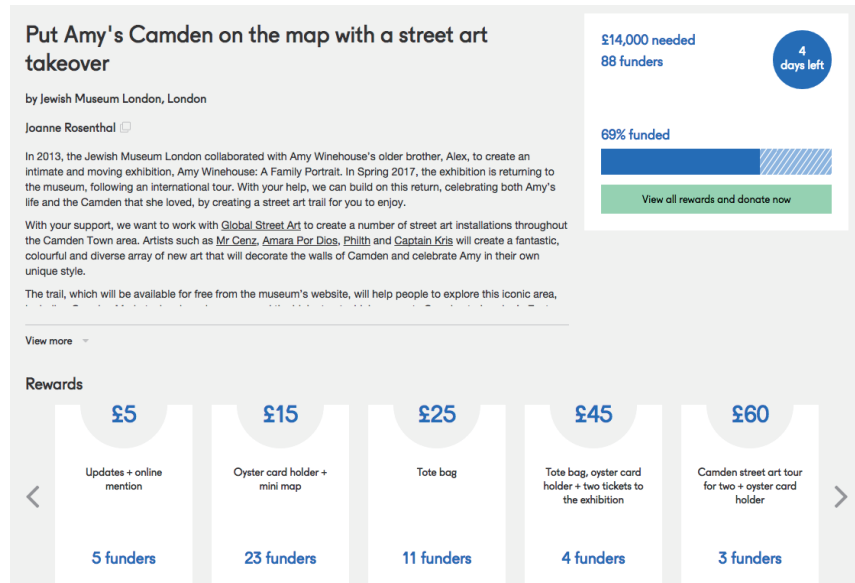 Put Amy's Camden on the map with a street art
takeover
by Jewish Museum London, London
Joanne Rosenthal
In 2013, the Jewish Museum London collaborated with Amy Winehouse's older brother, Alex, to create an
intimate and moving exhibition, Amy Winehouse: A Family Portrait. In Spring 2017, the exhibition is returning to
the museum, following an international tour. With your help, we can build on this return, celebrating both Amy's
life and the Camden that she loved, by creating a street art trail for you to enjoy.
With your support, we want to work with Global Street Art to create a number of street art installations throughout
the Camden Town area. Artists such as Mr Cenz, Amara Por Dios, Philth and Captain Kris will create a fantastic,
colourful and diverse array of new art that will decorate the walls of Camden and celebrate Amy in their own
unique style.
The trail, which will be available for free from the museum's website, will help people to explore this iconic area,
View more
£14,000 needed
88 funders
4
days left
69% funded
View all rewards and donate now
Rewards
£5
Updates + online
mention
5 funders
£15
Oyster card holder +
mini map
23 funders
£25
Tote bag
11 funders
£45
Tote bag, oyster card
holder + two tickets to
the exhibition
4 funders
£60
Camden street art tour
for two + oyster card
holder
3 funders